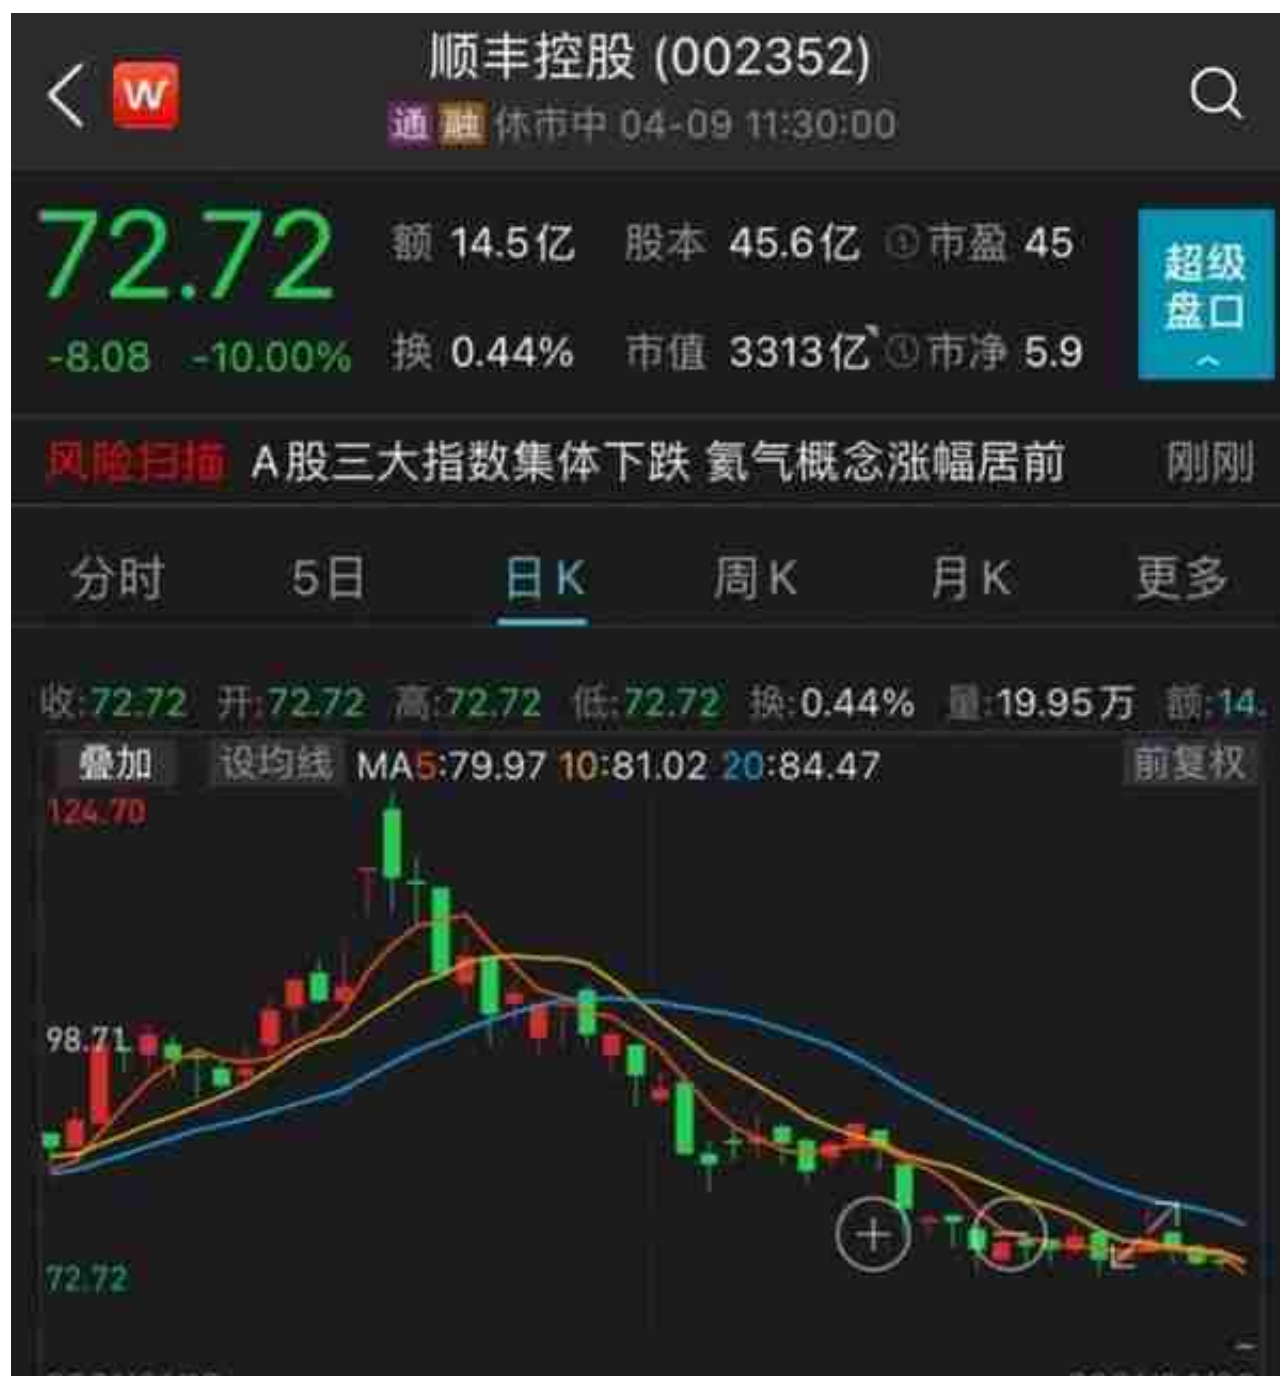 顺丰控股 (002352)
W
通 融 休市中 04-09 11:30:00
72.72
-8.08 -10.00%
额 14.5亿 股本 45.6亿 市盈 45
换 0.44% 市值 3313亿 市净 5.9
超级
盘口
风险扫描 A股三大指数集体下跌 氦气概念涨幅居前 刚刚
分时 5日 日K 周K 月K 更多
收:72.72 开:72.72 高:72.72 低:72.72 换:0.44% 量:19.95万 额:14.
叠加 设均线 MA5:79.97 10:81.02 20:84.47 前复权
124.70
98.71
72.72